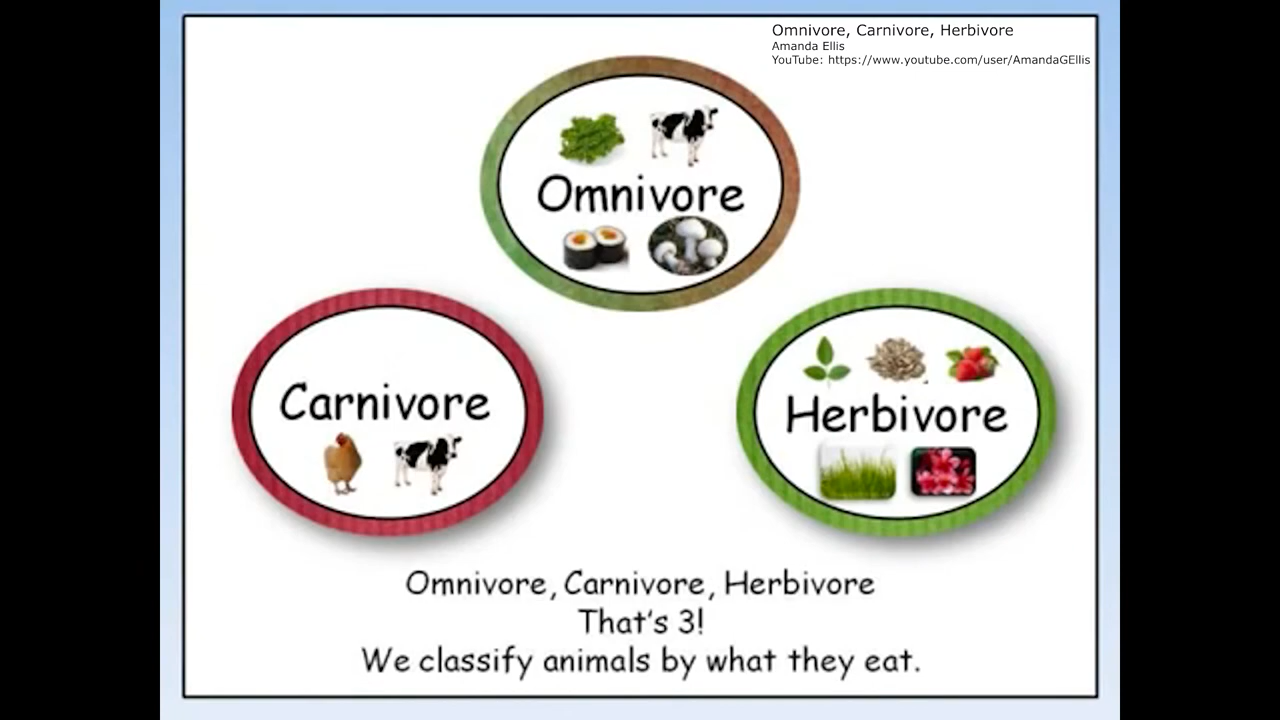 Omnivore, Carnivore, Herbivore
Amanda Ellis
YouTube: https://www.youtube.com/user/AmandaGEllis
Omnivore
Carnivore
Herbivore
Omnivore, Carnivore, Herbivore
That's 3!
We classify animals by what they eat.